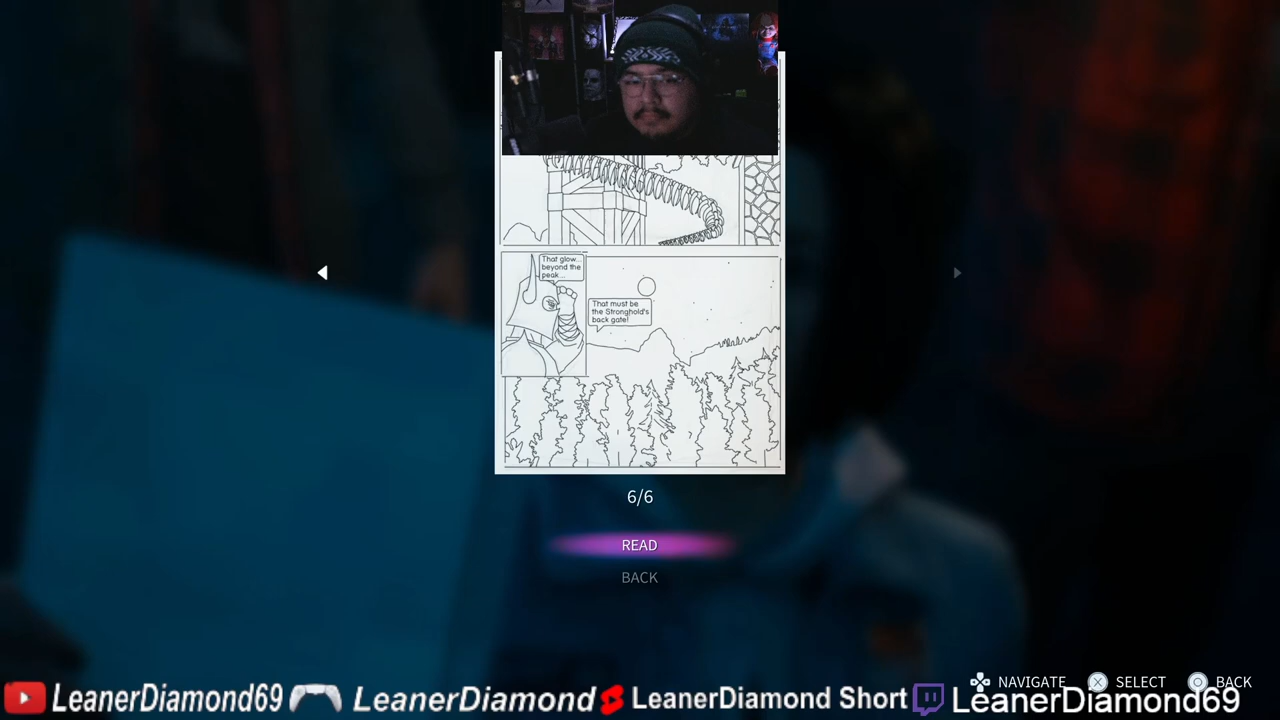 That glow...
beyond the
peak...
That must be
the Stronghold's
back gate!
6/6
READ
BACK
NAVIGATE SELECT BACK
LeanerDiamond69 LeanerDiamond LeanerDiamond Short LeanerDiamond69